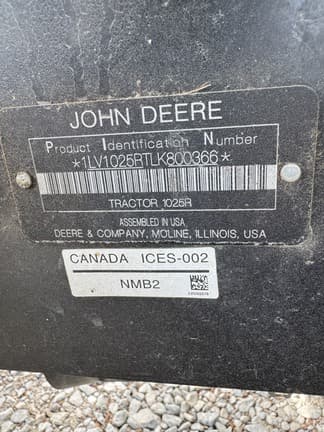 JOHN DEERE
Product Identification Number
*1LV1025RTLK800366*
TRACTOR 1025R
ASSEMBLED IN USA
DEERE & COMPANY, MOLINE, ILLINOIS, USA
CANADA ICES-002
NMB2